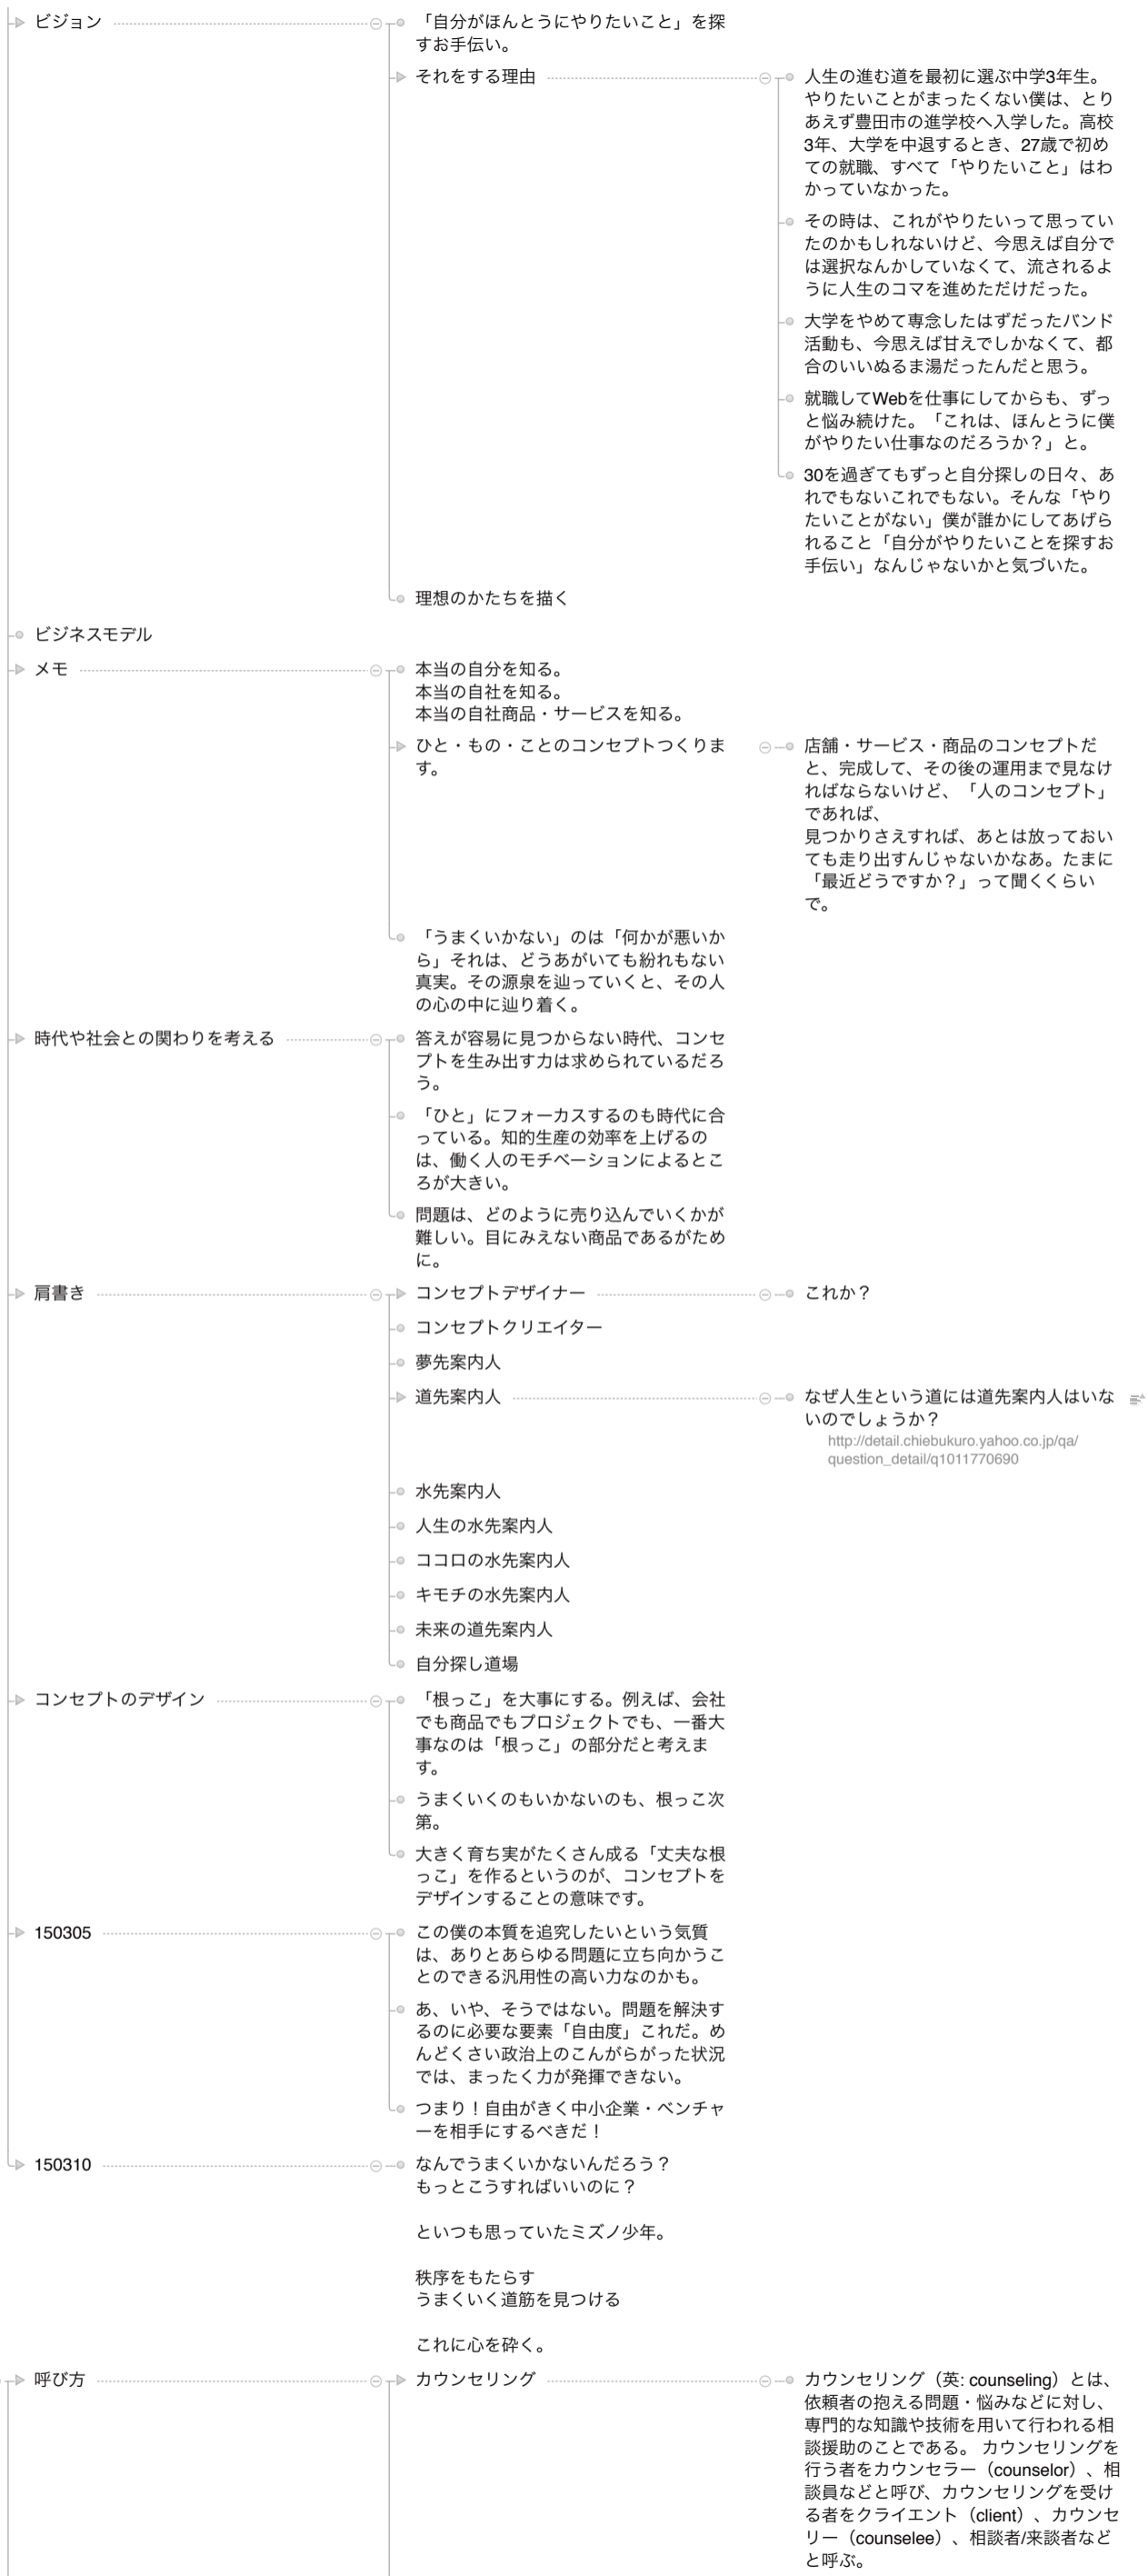 ビジョン
「自分がほんとうにやりたいこと」を探
すお手伝い。
それをする理由
人生の進む道を最初に選ぶ中学3年生。
やりたいことがまったくない僕は、とり
あえず豊田市の進学校へ入学した。高校
3年、大学を中退するとき、27歳で初め
ての就職、すべて「やりたいこと」はわ
かっていなかった。
その時は、これがやりたいって思ってい
たのかもしれないけど、今思えば自分で
は選択なんかしていなくて、流されるよ
うに人生のコマを進めただけだった。
大学をやめて専念したはずだったバンド
活動も、今思えば甘えでしかなくて、都
合のいいぬるま湯だったんだと思う。
就職してWebを仕事にしてからも、ずっ
と悩み続けた。「これは、ほんとうに僕
がやりたい仕事なのだろうか？」と。
30を過ぎてもずっと自分探しの日々、あ
れでもないこれでもない。そんな「やり
たいことがない」僕が誰かにしてあげら
れること「自分がやりたいことを探すお
手伝い」なんじゃないかと気づいた。
理想のかたちを描く
ビジネスモデル
メモ
本当の自分を知る。
本当の自社を知る。
本当の自社商品・サービスを知る。
ひと・もの・ことのコンセプトつくりま
す。
店舗・サービス・商品のコンセプトだ
と、完成して、その後の運用まで見なけ
ればならないけど、「人のコンセプト」
であれば、
見つかりさえすれば、あとは放っておい
ても走り出すんじゃないかなあ。たまに
「最近どうですか？」って聞くくらい
で。
「うまくいかない」のは「何かが悪いか
ら」それは、どうあがいても紛れもない
真実。その源泉を辿っていくと、その人
の心の中に辿り着く。
時代や社会との関わりを考える
答えが容易に見つからない時代、コンセ
プトを生み出す力は求められているだろ
う。
「ひと」にフォーカスするのも時代に合
っている。知的生産の効率を上げるの
は、働く人のモチベーションによるとこ
ろが大きい。
問題は、どのように売り込んでいくかが
難しい。目にみえない商品であるがため
に。
肩書き
コンセプトデザイナー
これか？
コンセプトクリエイター
夢先案内人
道先案内人
なぜ人生という道には道先案内人はいな
いのでしょうか？
http://detail.chiebukuro.yahoo.co.jp/qa/
question_detail/q1011770690
水先案内人
人生の水先案内人
ココロの水先案内人
キモチの水先案内人
未来の道先案内人
自分探し道場
コンセプトのデザイン
「根っこ」を大事にする。例えば、会社
でも商品でもプロジェクトでも、一番大
事なのは「根っこ」の部分だと考えま
す。
うまくいくのもいかないのも、根っこ次
第。
大きく育ち実がたくさん成る「丈夫な根
っこ」を作るというのが、コンセプトを
デザインすることの意味です。
150305
この僕の本質を追究したいという気質
は、ありとあらゆる問題に立ち向かうこ
とのできる汎用性の高い力なのかも。
あ、いや、そうではない。問題を解決す
るのに必要な要素「自由度」これだ。め
んどくさい政治上のこんがらがった状況
では、まったく力が発揮できない。
つまり！自由がきく中小企業・ベンチャ
ーを相手にするべきだ！
150310
なんでうまくいかないんだろう？
もっとこうすればいいのに？
といつも思っていたミズノ少年。
秩序をもたらす
うまくいく道筋を見つける
これに心を砕く。
呼び方
カウンセリング
カウンセリング（英: counseling）とは、
依頼者の抱える問題・悩みなどに対し、
専門的な知識や技術を用いて行われる相
談援助のことである。 カウンセリングを
行う者をカウンセラー（counselor）、相
談員などと呼び、カウンセリングを受け
る者をクライエント（client）、カウンセ
リー（counselee）、相談者/来談者など
と呼ぶ。